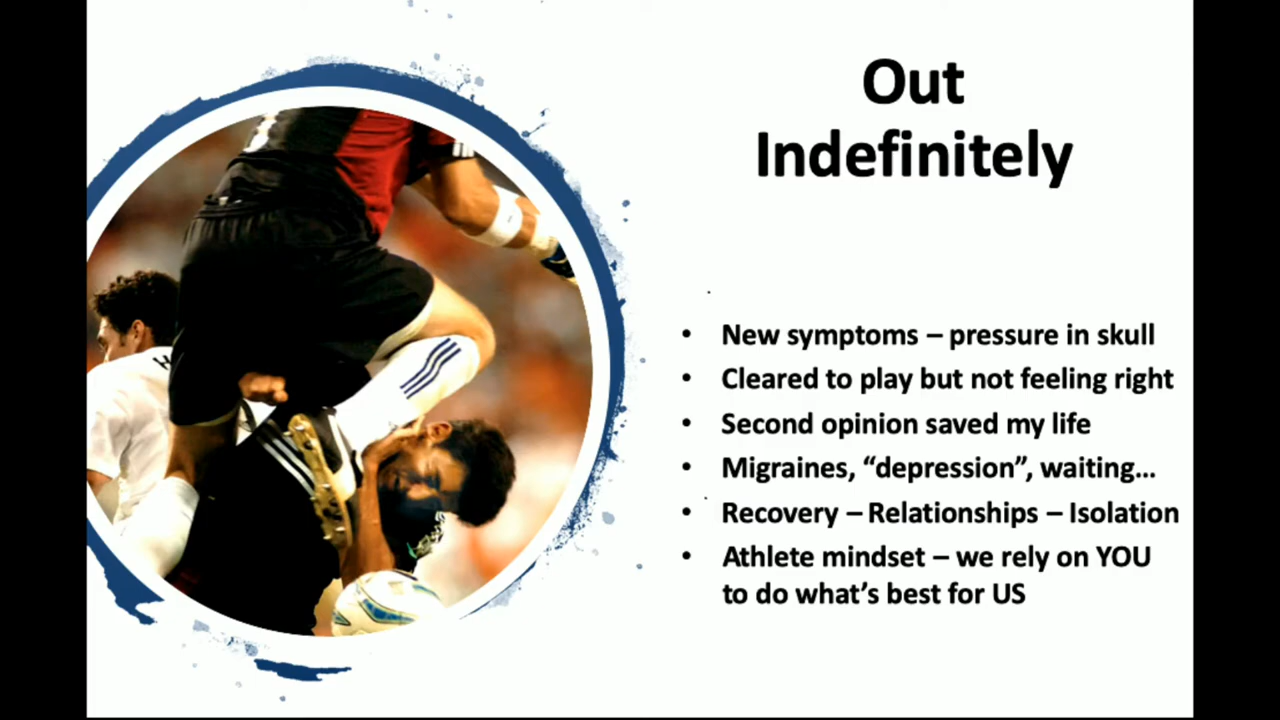 Out
Indefinitely
• New symptoms – pressure in skull
• Cleared to play but not feeling right
• Second opinion saved my life
• Migraines, “depression”, waiting...
• Recovery – Relationships – Isolation
• Athlete mindset – we rely on YOU
to do what’s best for US